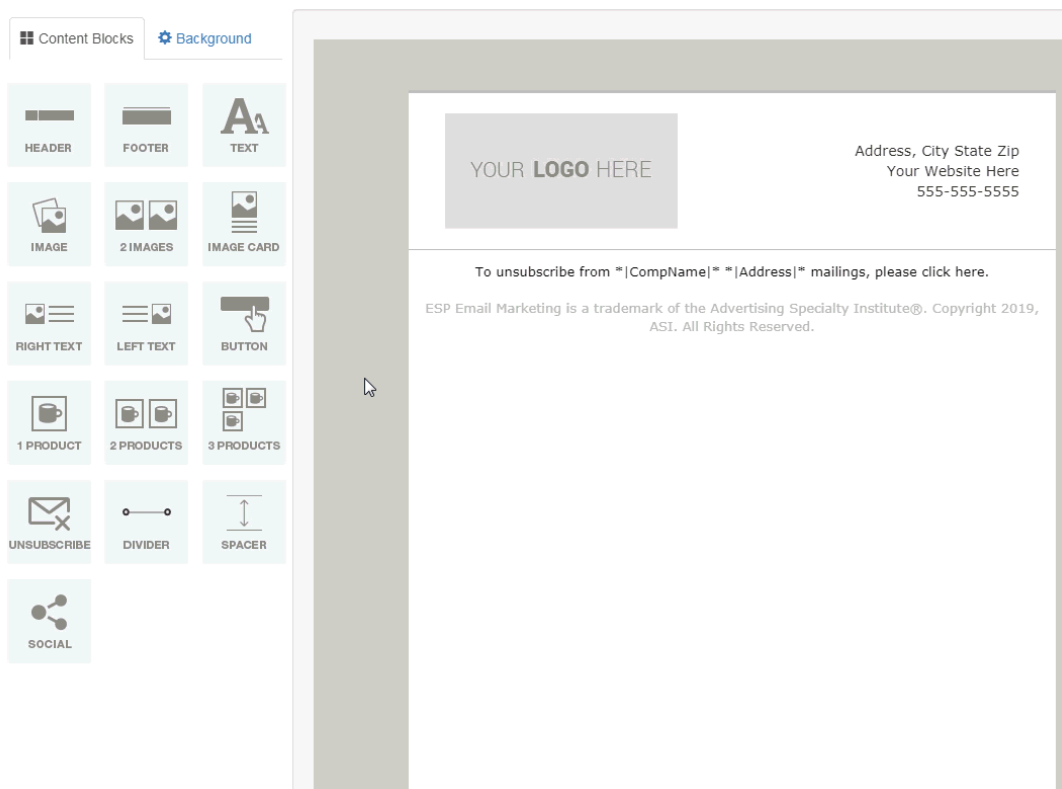 Content Blocks
Background
HEADER
FOOTER
TEXT
IMAGE
2 IMAGES
IMAGE CARD
RIGHT TEXT
LEFT TEXT
BUTTON
1 PRODUCT
2 PRODUCTS
3 PRODUCTS
UNSUBSCRIBE
DIVIDER
SPACER
SOCIAL
YOUR LOGO HERE
Address, City State Zip
Your Website Here
555-555-5555
To unsubscribe from *|CompName|* *|Address|* mailings, please click here.
ESP Email Marketing is a trademark of the Advertising Specialty Institute®. Copyright 2019,
ASI. All Rights Reserved.